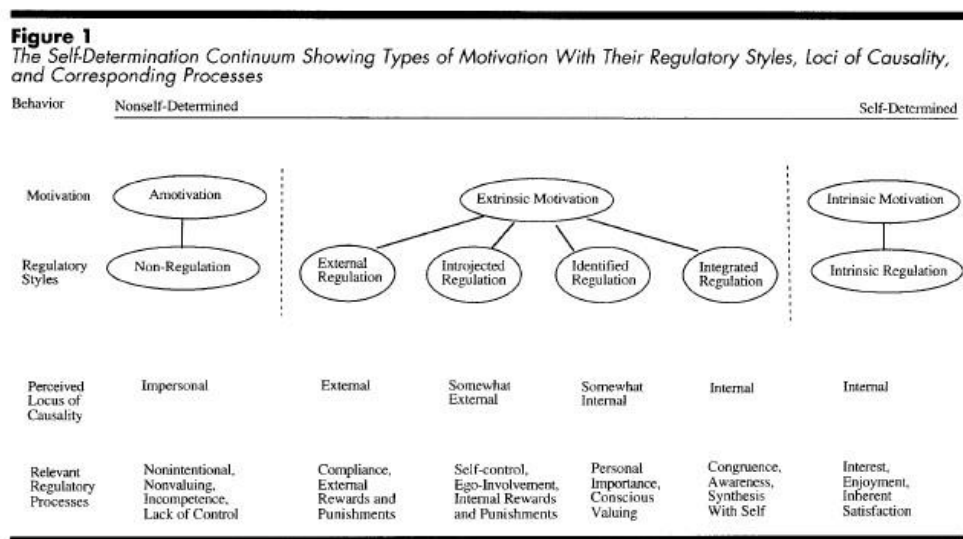 Figure 1
The Self-Determination Continuum Showing Types of Motivation With Their Regulatory Styles, Loci of Causality,
and Corresponding Processes
Behavior Nonself-Determined Self-Determined
Motivation Amotivation Extrinsic Motivation Intrinsic Motivation
Regulatory
Styles
Non-Regulation
External
Regulation
Introjected
Regulation
Identified
Regulation
Integrated
Regulation
Intrinsic Regulation
Perceived
Locus of
Causality
Impersonal
External
Somewhat
External
Somewhat
Internal
Internal
Internal
Relevant
Regulatory
Processes
Nonintentional,
Nonvaluing,
Incompetence,
Lack of Control
Compliance,
External
Rewards and
Punishments
Self-control,
Ego-Involvement,
Internal Rewards
and Punishments
Personal
Importance,
Conscious
Valuing
Congruence,
Awareness,
Synthesis
With Self
Interest,
Enjoyment,
Inherent
Satisfaction